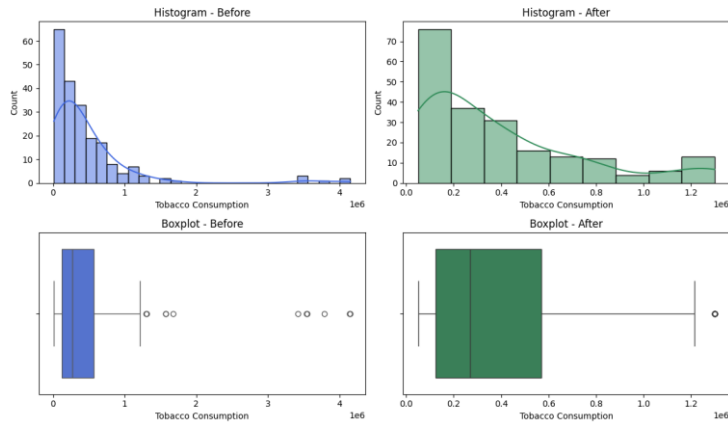 Histogram - Before
Count
60
50
40
30
20
10
0
0 1 2 3 4
1e6
Tobacco Consumption
Histogram - After
Count
70
60
50
40
30
20
10
0
0.0 0.2 0.4 0.6 0.8 1.0 1.2
1e6
Tobacco Consumption
Boxplot - Before
0 1 2 3 4
1e6
Tobacco Consumption
Boxplot - After
0.0 0.2 0.4 0.6 0.8 1.0 1.2
1e6
Tobacco Consumption